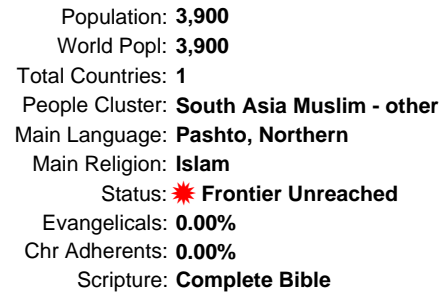 Population: 3,900
World Popl: 3,900
Total Countries: 1
People Cluster: South Asia Muslim - other
Main Language: Pashto, Northern
Main Religion: Islam
Status: Frontier Unreached
Evangelicals: 0.00%
Chr Adherents: 0.00%
Scripture: Complete Bible